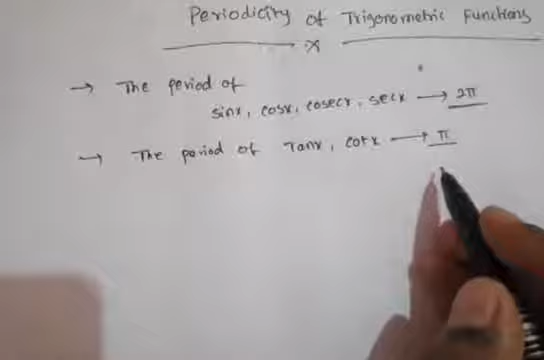 Periodicity of Trigonometric Functions
→ The period of
sinx, cosx, cosecx, secx → 2π
→ The period of Tanx, cotx → π